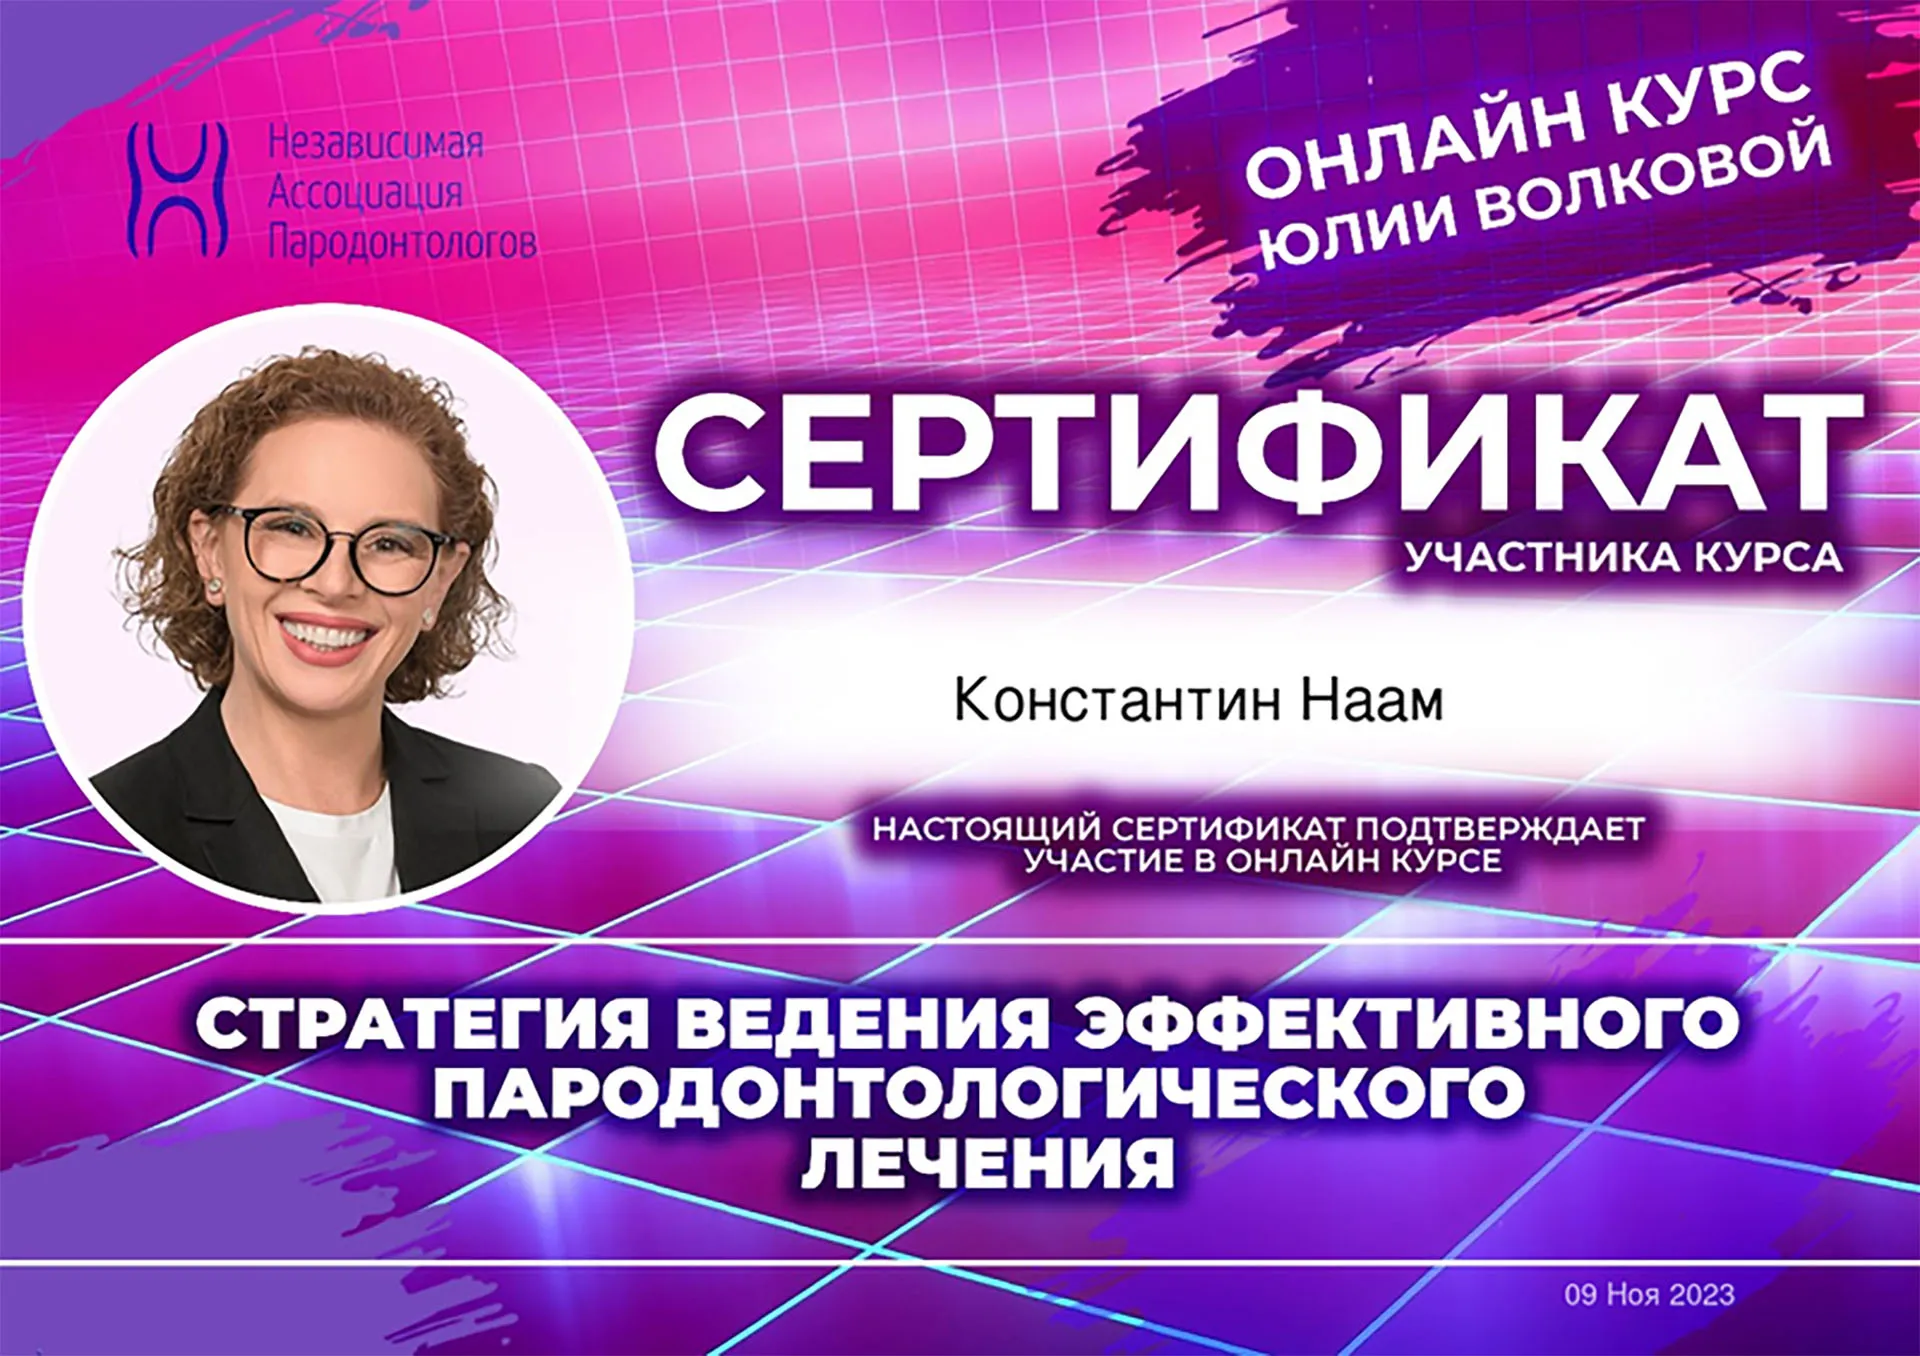 Независимая
Ассоциация
Пародонтологов
ОНЛАЙН КУРС
ЮЛИИ ВОЛКОВОЙ
СЕРТИФИКАТ
УЧАСТНИКА КУРСА
Константин Наам
НАСТОЯЩИЙ СЕРТИФИКАТ ПОДТВЕРЖДАЕТ
УЧАСТИЕ В ОНЛАЙН КУРСЕ
СТРАТЕГИЯ ВЕДЕНИЯ ЭФФЕКТИВНОГО
ПАРОДОНТОЛОГИЧЕСКОГО
ЛЕЧЕНИЯ
09 Ноя 2023